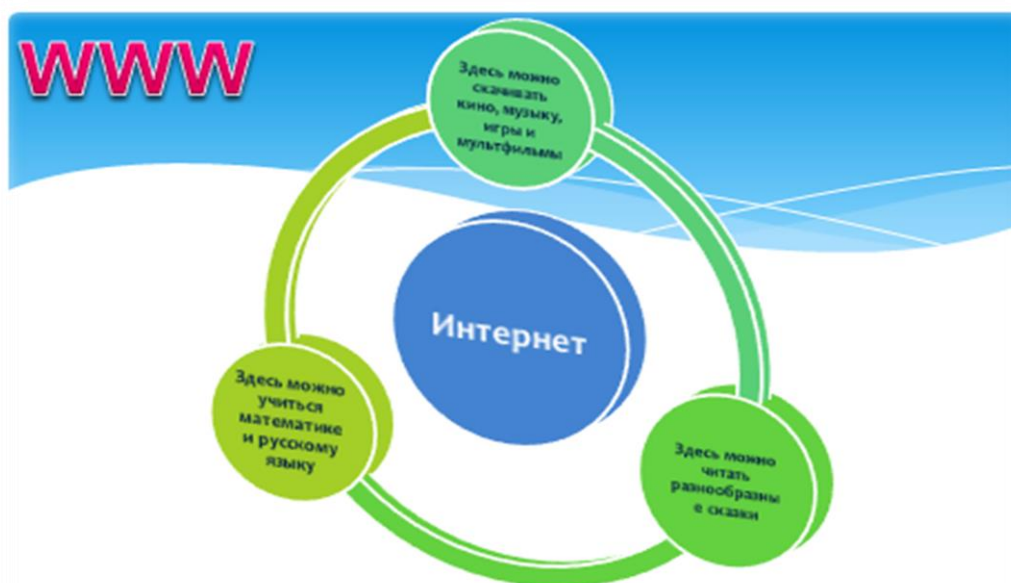 WWW
Здесь можно
скачивать
кино, музыку,
игры и
мультфильмы
Интернет
Здесь можно
учиться
математике
и русскому
языку
Здесь можно
читать
разнообразны
е сказки